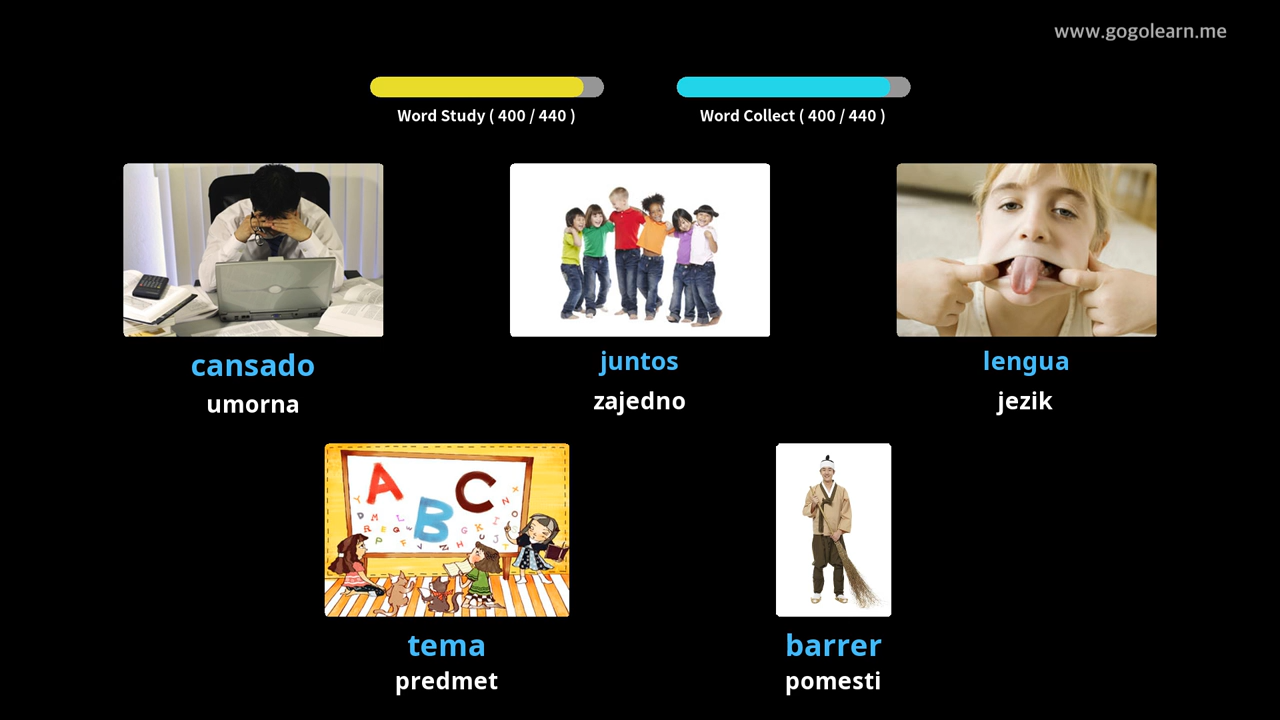 www.gogolearn.me
Word Study ( 400 / 440 )
Word Collect ( 400 / 440 )
cansado
umorna
juntos
zajedno
lengua
jezik
A B C
tema
predmet
barrer
pomesti